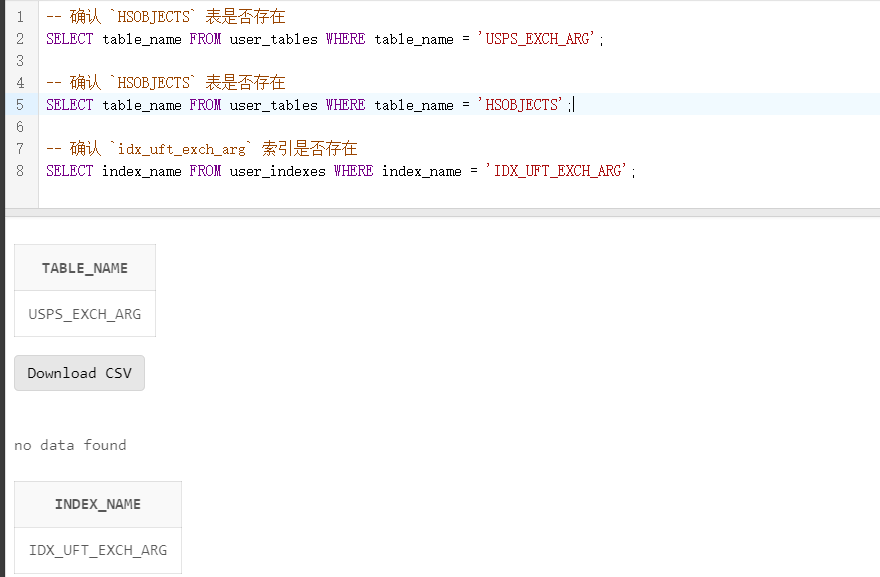 1 -- 确认 `HSOBJECTS` 表是否存在
2 SELECT table_name FROM user_tables WHERE table_name = 'USPS_EXCH_ARG';
3
4 -- 确认 `HSOBJECTS` 表是否存在
5 SELECT table_name FROM user_tables WHERE table_name = 'HSOBJECTS';
6
7 -- 确认 `idx_uft_exch_arg` 索引是否存在
8 SELECT index_name FROM user_indexes WHERE index_name = 'IDX_UFT_EXCH_ARG';
TABLE_NAME
USPS_EXCH_ARG
Download CSV
no data found
INDEX_NAME
IDX_UFT_EXCH_ARG